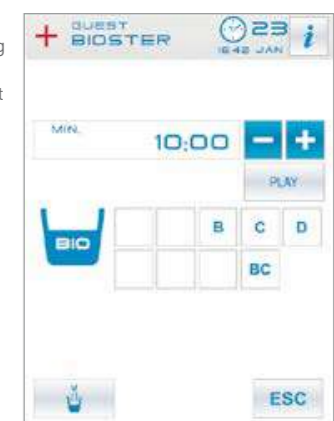 GUEST
BIOSTER
23
16:42 JAN
i
g
t
MIN.
10:00
- +
PLAY
BIO
B C D
BC
ESC